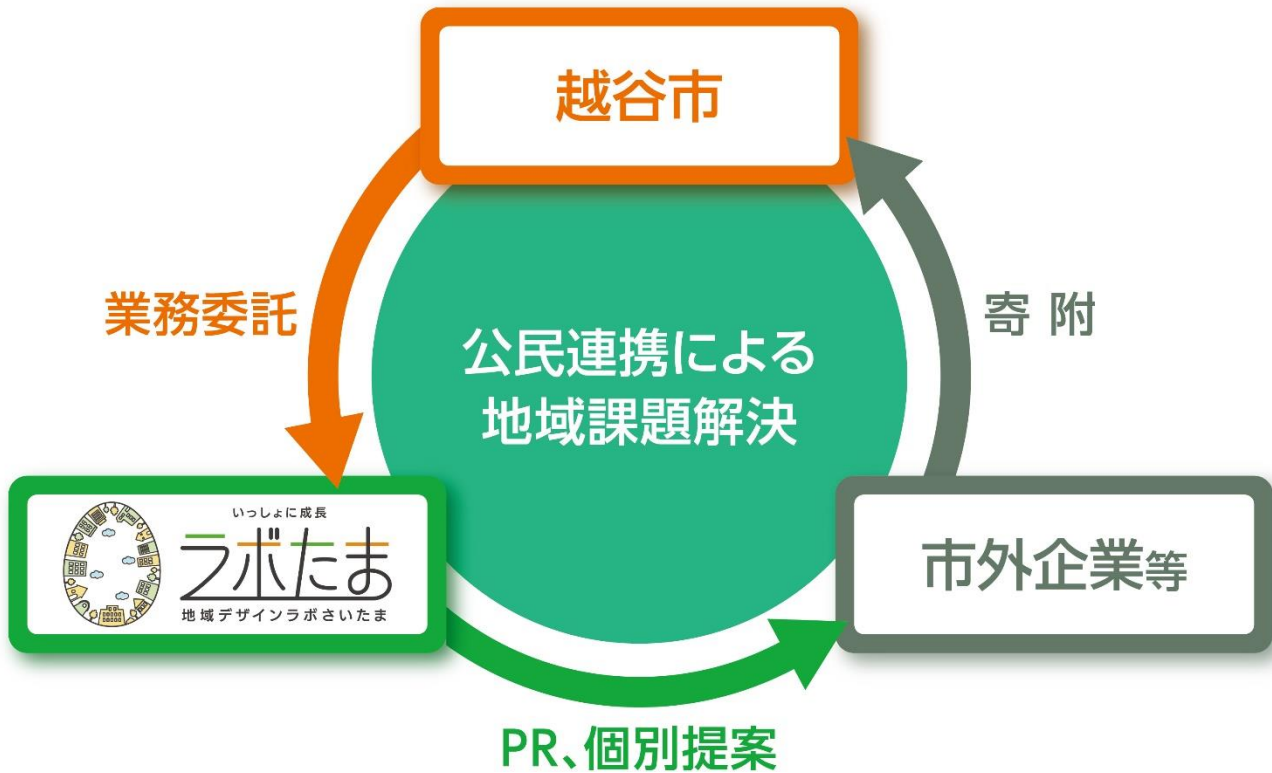 越谷市
業務委託
寄 附
公民連携による
地域課題解決
いっしょに成長
ラボたま
地域デザインラボさいたま
市外企業等
PR、個別提案